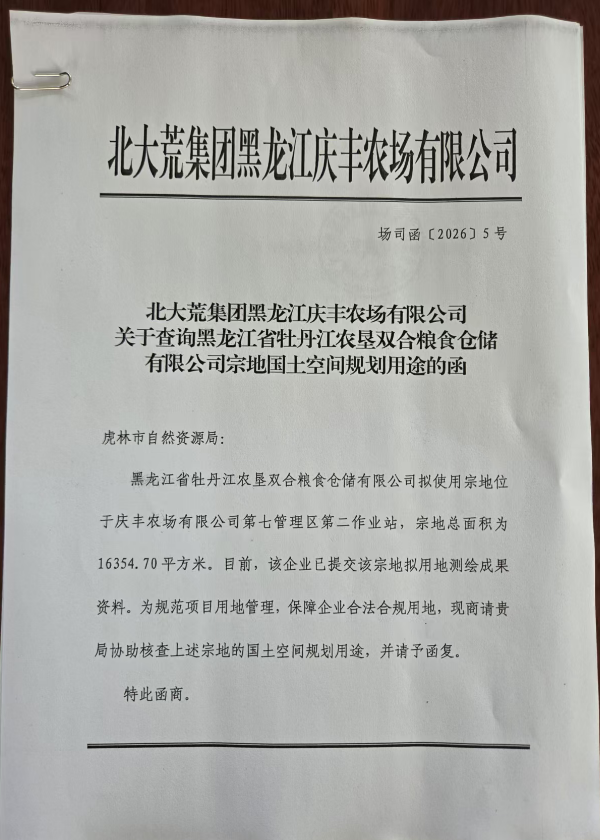 北大荒集团黑龙江庆丰农场有限公司
场司函〔2026〕5号
北大荒集团黑龙江庆丰农场有限公司
关于查询黑龙江省牡丹江农垦双合粮食仓储
有限公司宗地国土空间规划用途的函
虎林市自然资源局：
黑龙江省牡丹江农垦双合粮食仓储有限公司拟使用宗地位
于庆丰农场有限公司第七管理区第二作业站，宗地总面积为
16354.70平方米。目前，该企业已提交该宗地拟用地测绘成果
资料。为规范项目用地管理，保障企业合法合规用地，现商请贵
局协助核查上述宗地的国土空间规划用途，并请予函复。
特此函商。